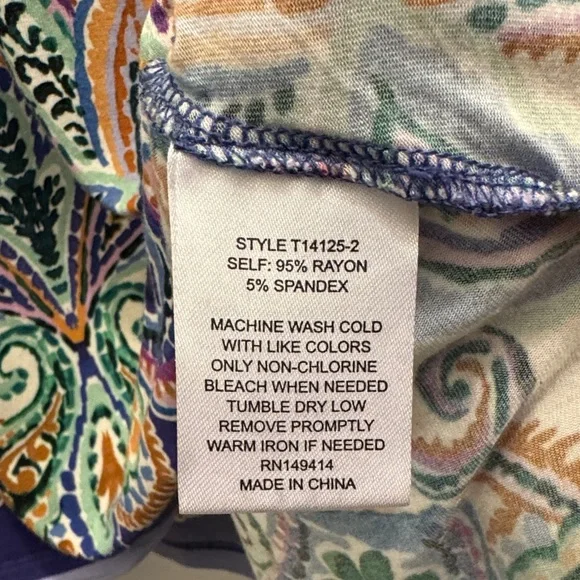 STYLE T14125-2
SELF: 95% RAYON
5% SPANDEX
MACHINE WASH COLD
WITH LIKE COLORS
ONLY NON-CHLORINE
BLEACH WHEN NEEDED
TUMBLE DRY LOW
REMOVE PROMPTLY
WARM IRON IF NEEDED
RN149414
MADE IN CHINA